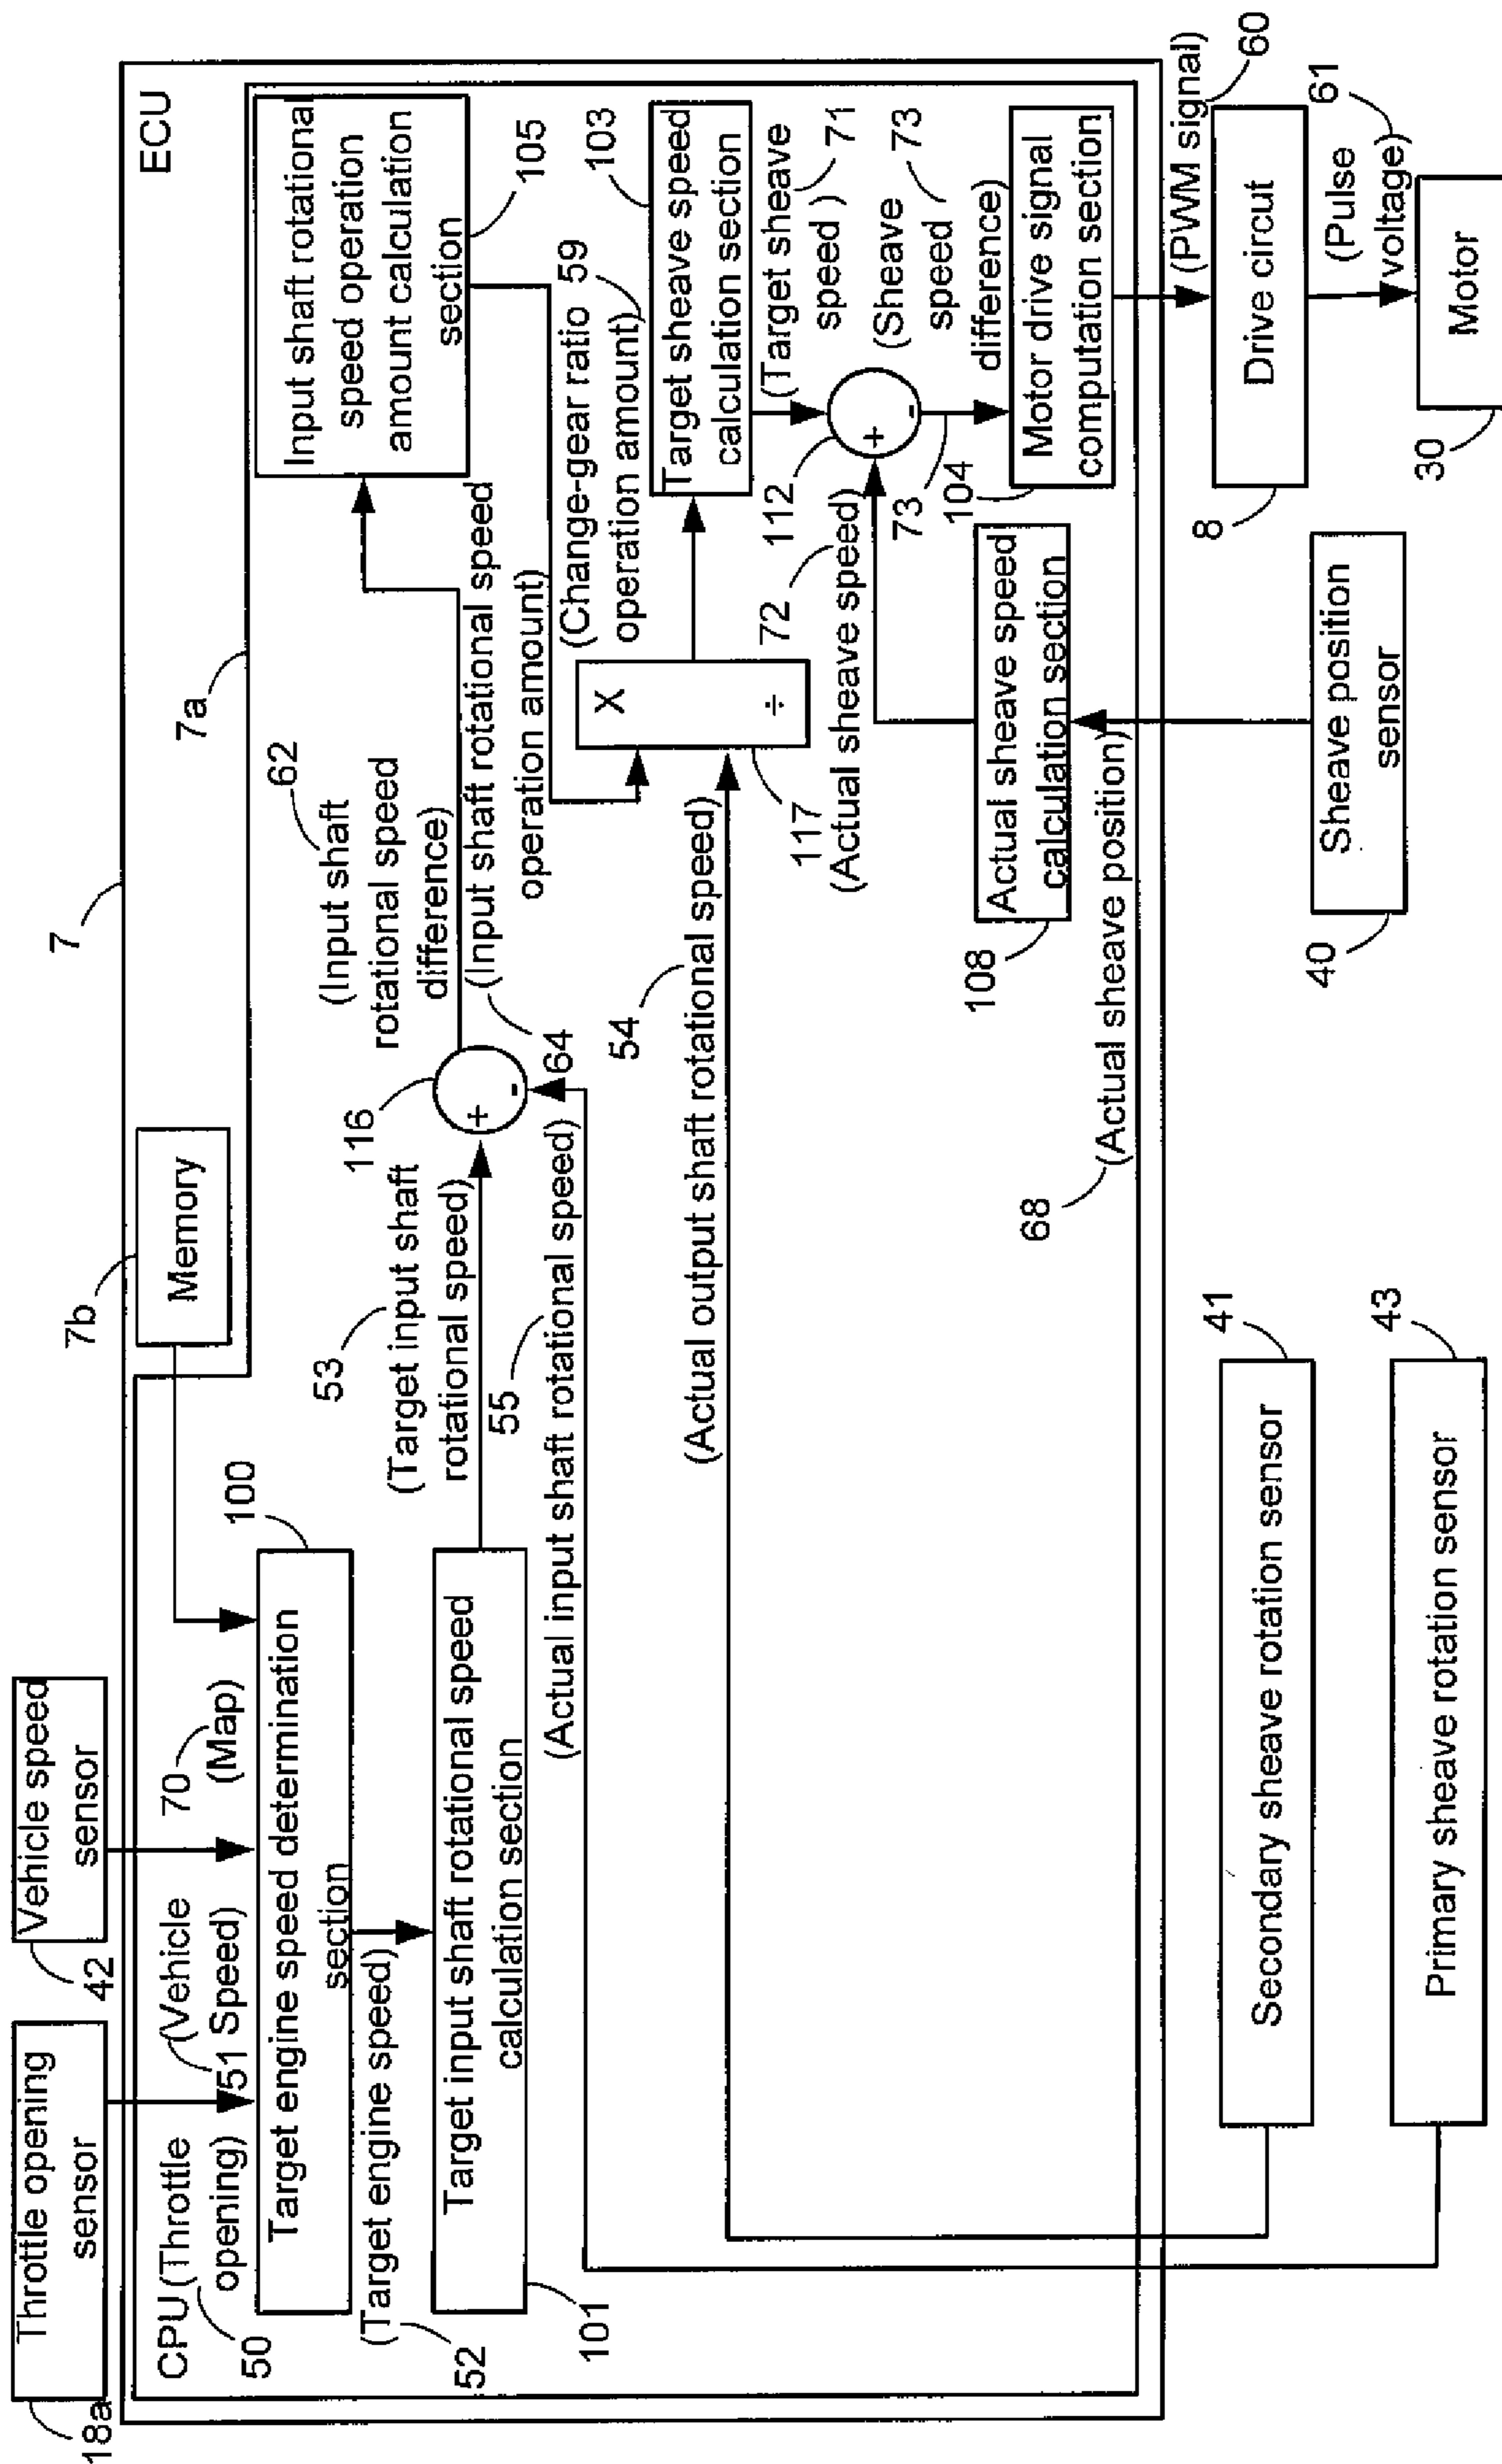 18a
Throttle opening
sensor
42
Vehicle speed
sensor
7
ECU
7b
Memory
7a
CPU
(Throttle
opening)
50
(Vehicle
Speed)
51
70
(Map)
100
Target engine speed determination
section
(Target engine speed)
52
Target input shaft rotational speed
calculation section
101
53
(Target input shaft
rotational speed)
55
(Actual input shaft rotational speed)
116
+
-
62
(Input shaft
rotational speed
difference)
64
(Input shaft rotational speed
operation amount)
Input shaft rotational
speed operation
amount calculation
section
105
54
(Actual output shaft rotational speed)
X
÷
117
(Change-gear ratio
operation amount)
59
103
Target sheave speed
calculation section
(Target sheave
speed )
71
112
+
-
72
(Actual sheave speed)
73
(Sheave
speed
difference)
73
104
Motor drive signal
computation section
108
Actual sheave speed
calculation section
68
(Actual sheave position)
(PWM signal)
60
Drive circut
8
(Pulse
voltage)
61
Motor
30
Sheave position
sensor
40
Secondary sheave rotation sensor
41
Primary sheave rotation sensor
43